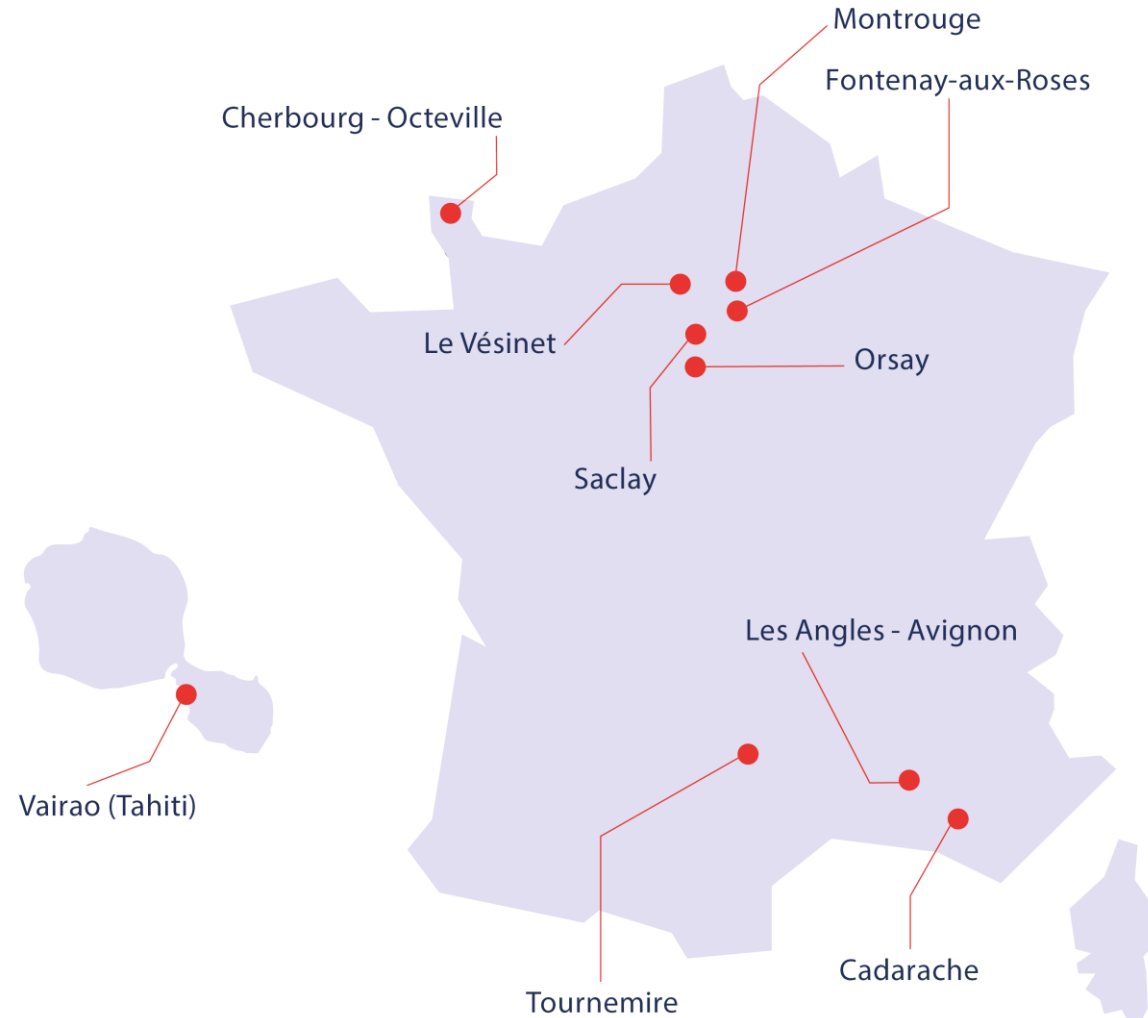 Montrouge
Fontenay-aux-Roses
Cherbourg - Octeville
Le Vésinet
Orsay
Saclay
Les Angles - Avignon
Vairao (Tahiti)
Cadarache
Tournemire